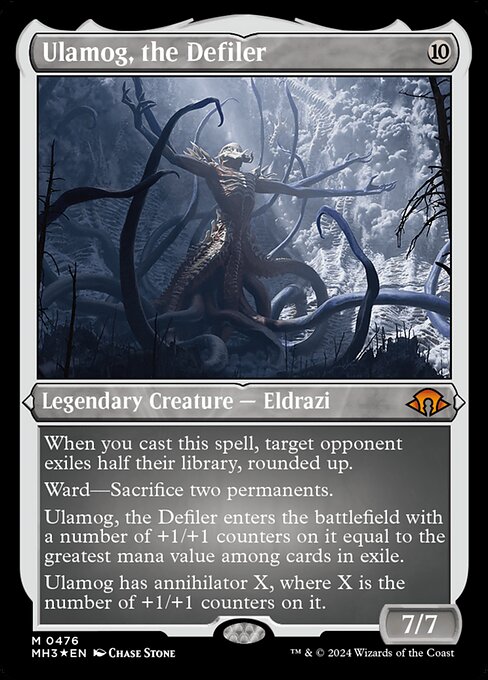 Ulamog, the Defiler
10
Legendary Creature — Eldrazi
When you cast this spell, target opponent
exiles half their library, rounded up.
Ward—Sacrifice two permanents.
Ulamog, the Defiler enters the battlefield with
a number of +1/+1 counters on it equal to the
greatest mana value among cards in exile.
Ulamog has annihilator X, where X is the
number of +1/+1 counters on it.
7/7
M 0476
MH3★EN CHASE STONE
™ & © 2024 Wizards of the Coast